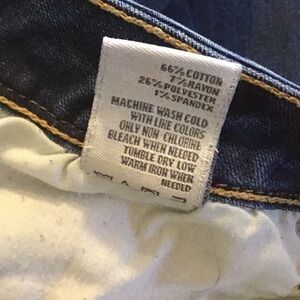 66% COTTON
7% RAYON
26% POLYESTER
1% SPANDEX
MACHINE WASH COLD
WITH LIKE COLORS
ONLY NON-CHLORINE
BLEACH WHEN NEEDED
TUMBLE DRY LOW
WARM IRON WHEN
NEEDED